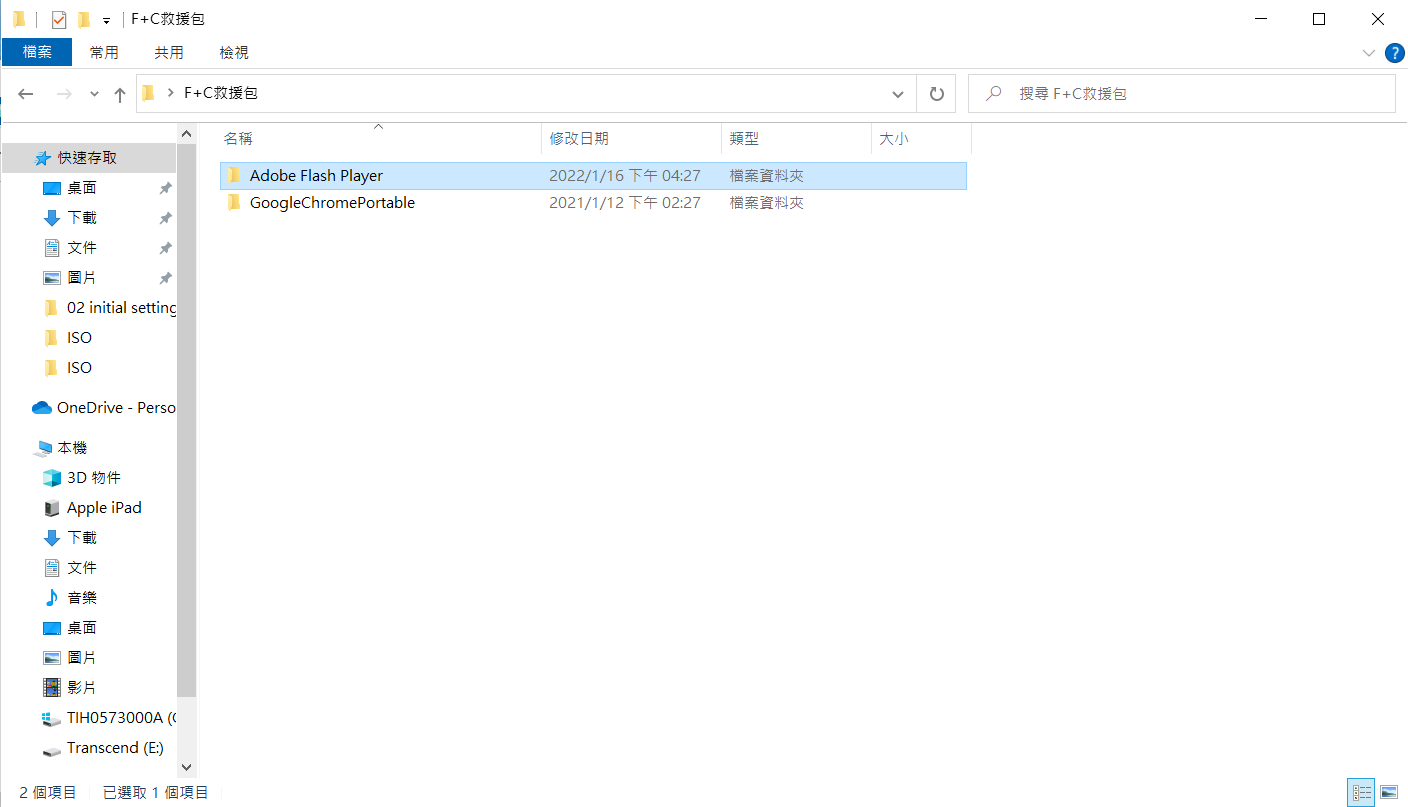 F+C救援包
檔案 常用 共用 檢視
F+C救援包 搜尋 F+C救援包
名稱 修改日期 類型 大小
Adobe Flash Player 2022/1/16 下午 04:27 檔案資料夾
GoogleChromePortable 2021/1/12 下午 02:27 檔案資料夾
快速存取
桌面
下載
文件
圖片
02 initial setting
ISO
ISO
OneDrive - Perso
本機
3D 物件
Apple iPad
下載
文件
音樂
桌面
圖片
影片
TIH0573000A (C
Transcend (E:)
2 個項目 已選取 1 個項目